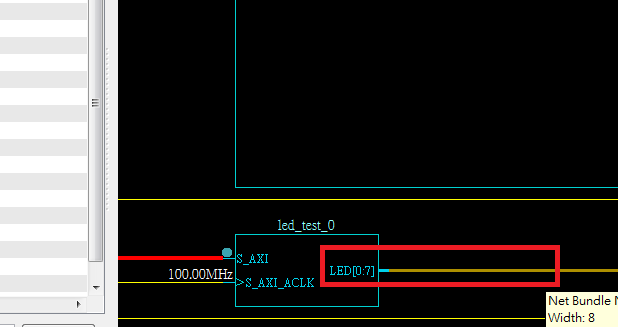 led_test_0
S_AXI
LED[0:7]
100.00MHz
>S_AXI_ACLK
Net Bundle
Width: 8